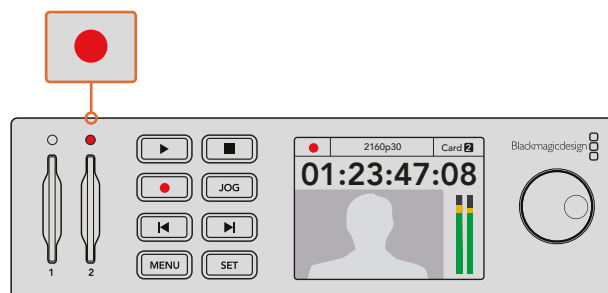 2160p30 Card 2
01:23:47:08
Blackmagicdesign
JOG
MENU SET
1 2